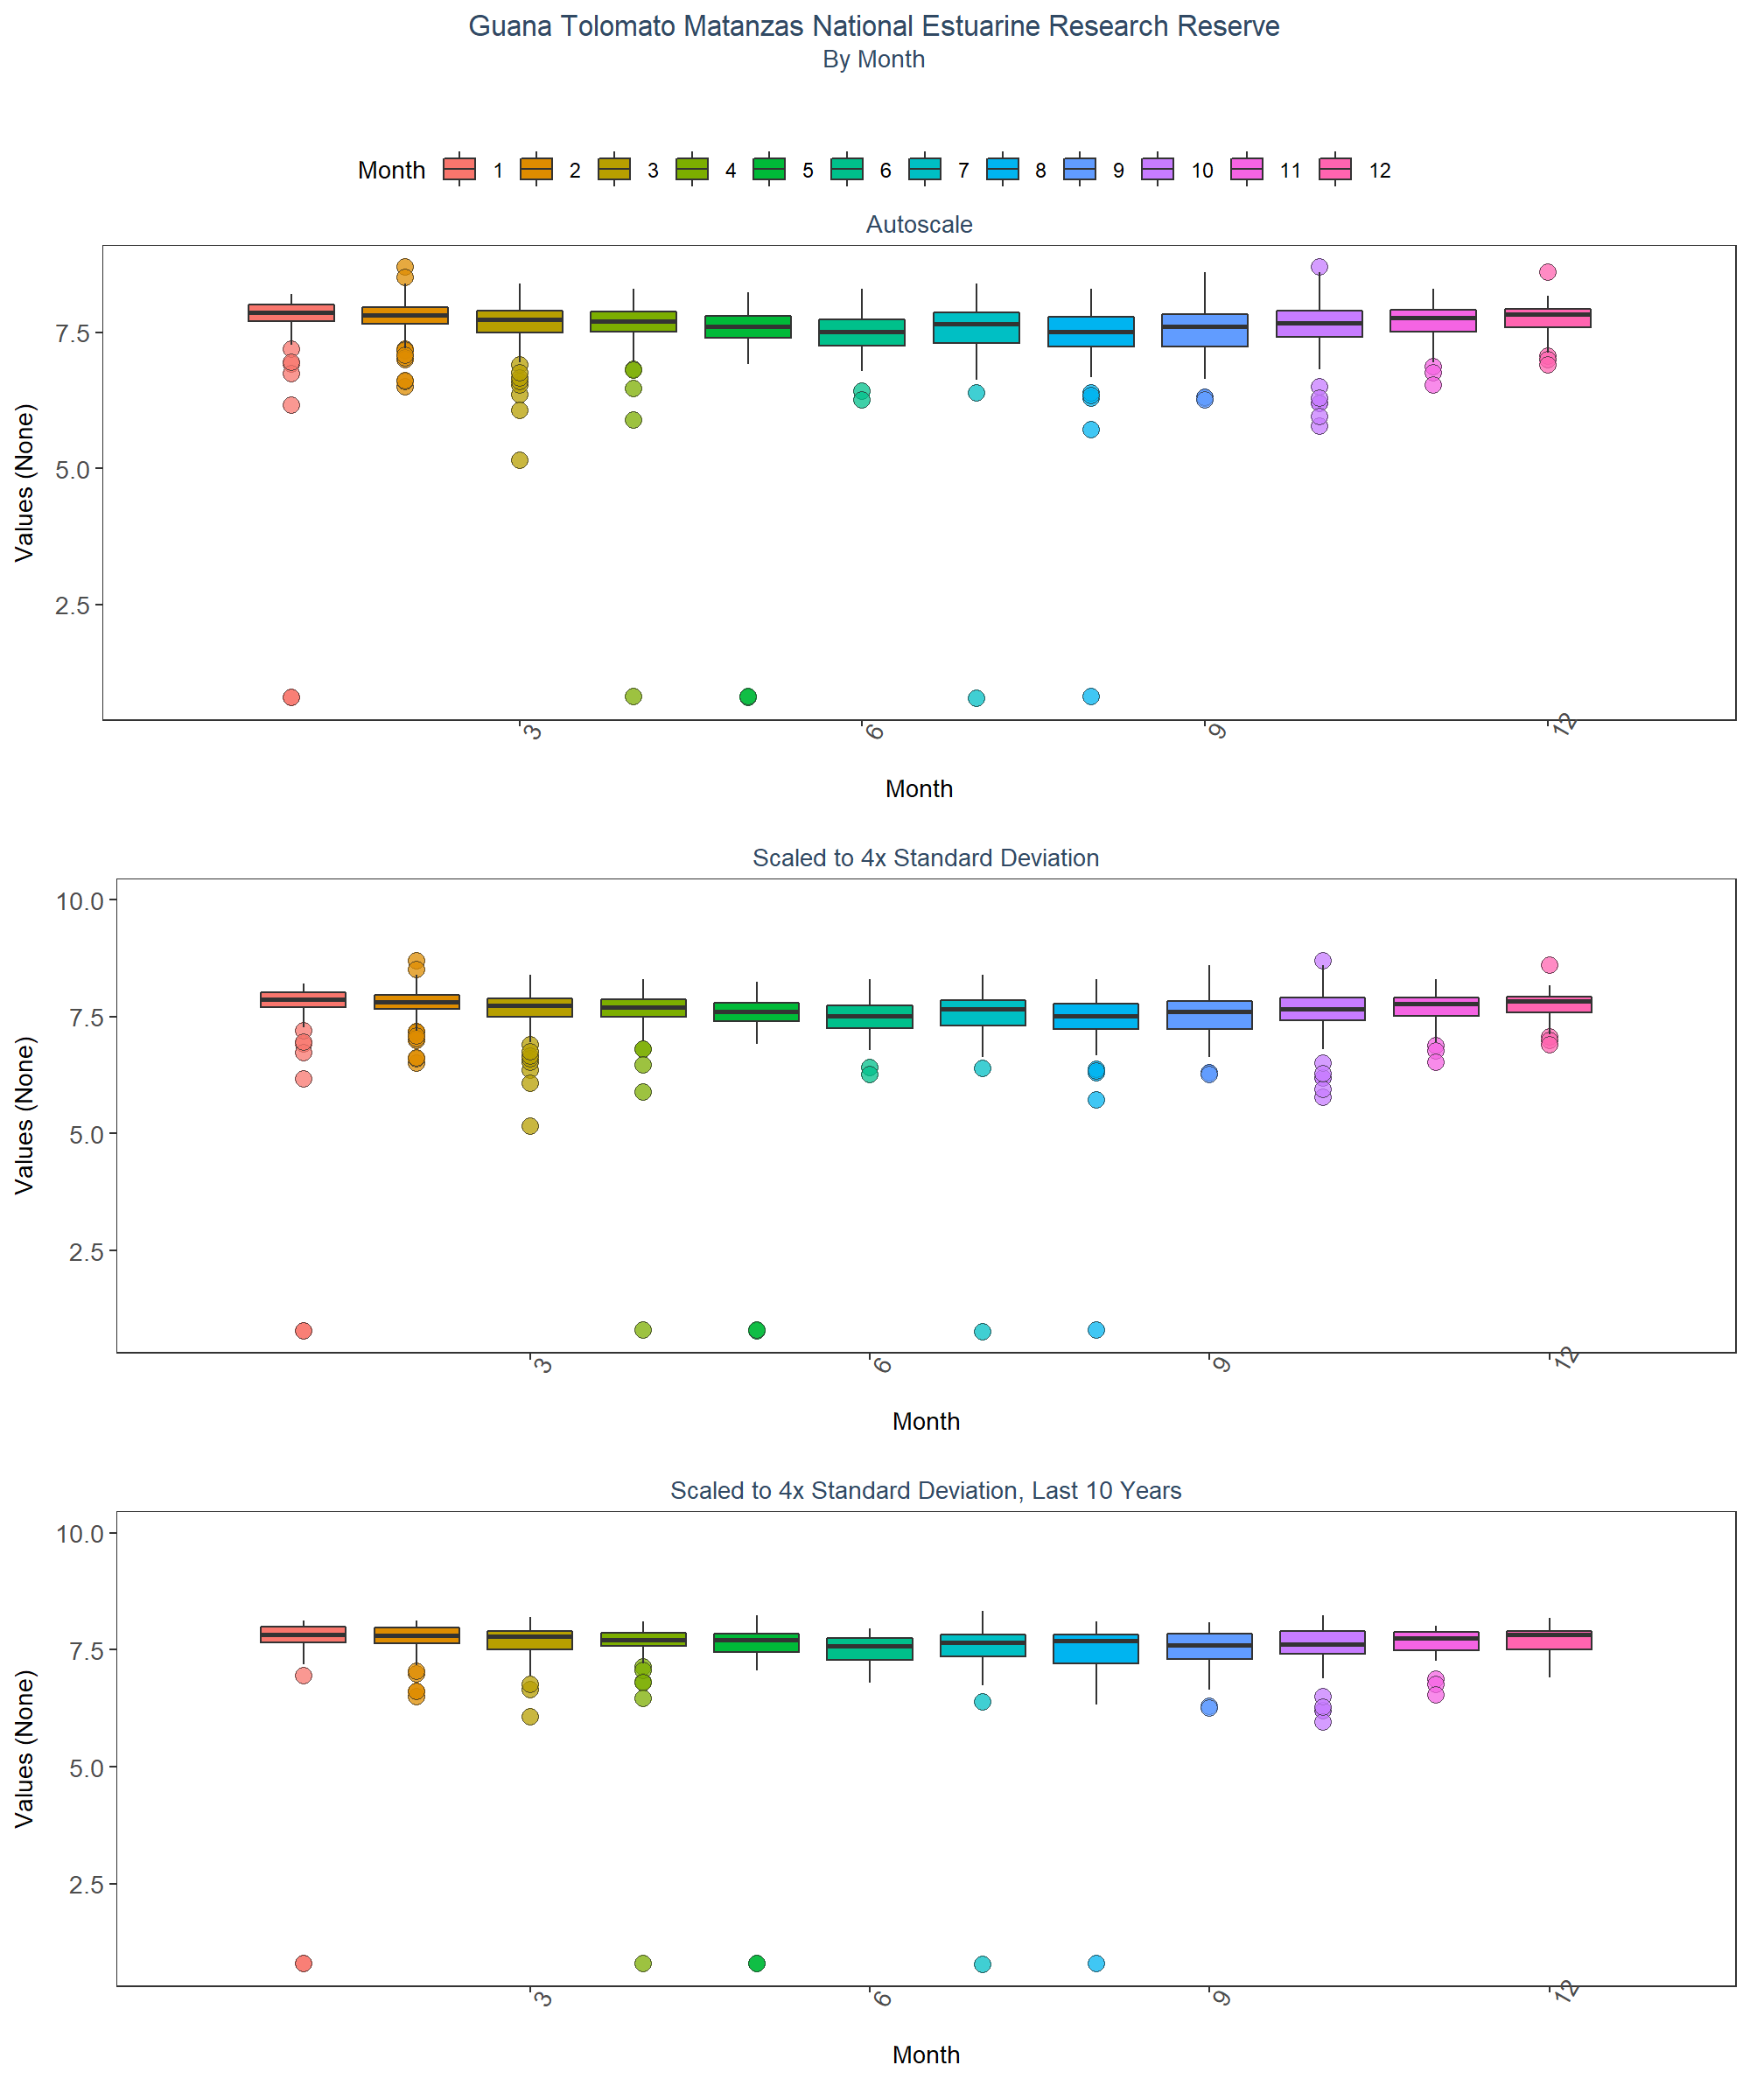 Guana Tolomato Matanzas National Estuarine Research Reserve
By Month
Month 1 2 3 4 5 6 7 8 9 10 11 12
Autoscale
Values (None)
7.5
5.0
2.5
3 6 9 12
Month
Scaled to 4x Standard Deviation
Values (None)
10.0
7.5
5.0
2.5
3 6 9 12
Month
Scaled to 4x Standard Deviation, Last 10 Years
Values (None)
10.0
7.5
5.0
2.5
3 6 9 12
Month